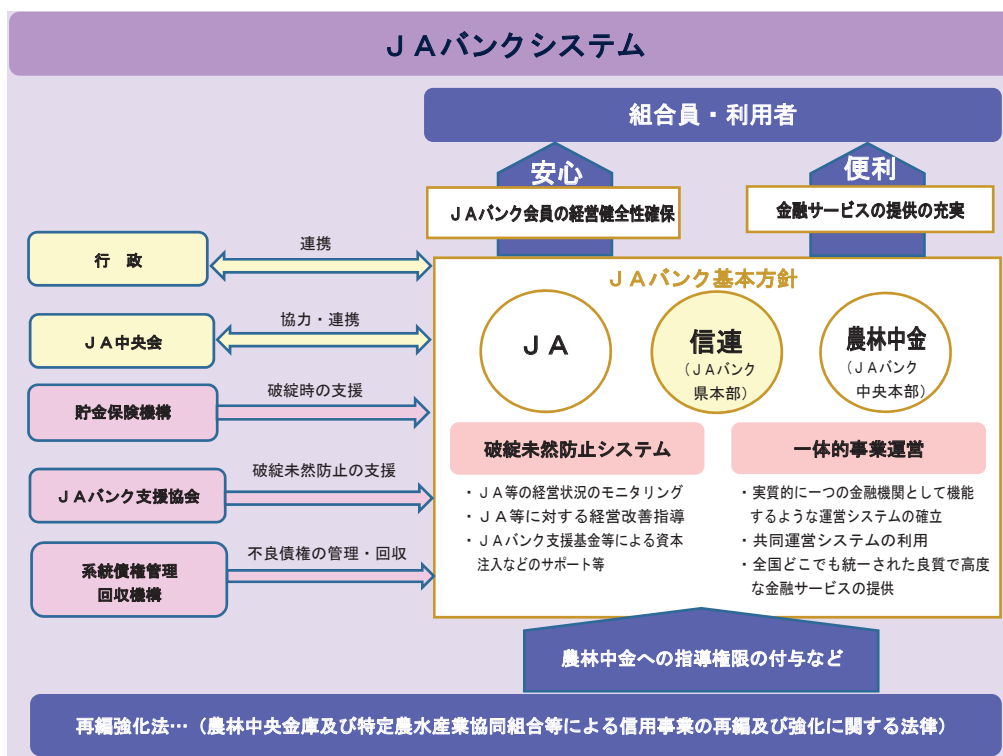 ＪＡバンクシステム
組合員・利用者
安心
便利
ＪＡバンク会員の経営健全性確保
金融サービスの提供の充実
行　政
連携
ＪＡ中央会
協力・連携
貯金保険機構
破綻時の支援
ＪＡバンク支援協会
破綻未然防止の支援
系統債権管理
回収機構
不良債権の管理・回収
ＪＡバンク基本方針
ＪＡ
信連
（ＪＡバンク
県本部）
農林中金
（ＪＡバンク
中央本部）
破綻未然防止システム
・ＪＡ等の経営状況のモニタリング
・ＪＡ等に対する経営改善指導
・ＪＡバンク支援基金等による資本
注入などのサポート等
一体的事業運営
・実質的に一つの金融機関として機能
するような運営システムの確立
・共同運営システムの利用
・全国どこでも統一された良質で高度
な金融サービスの提供
農林中金への指導権限の付与など
再編強化法…（農林中央金庫及び特定農水産業協同組合等による信用事業の再編及び強化に関する法律）